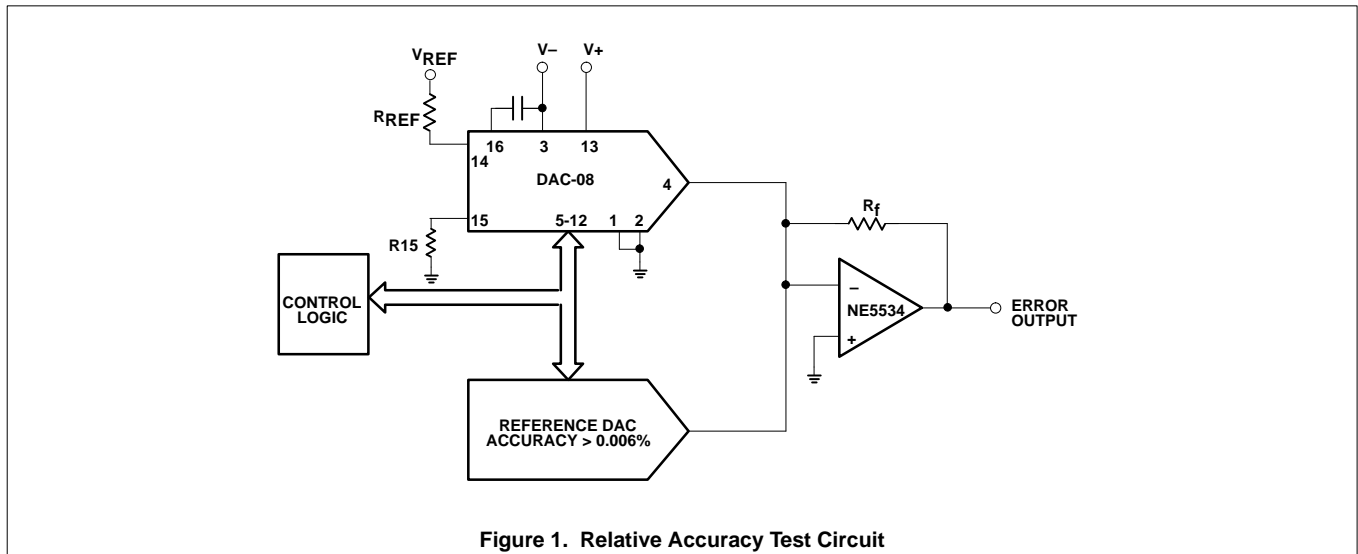 V– V+
VREF
RREF
16 3 13
14
DAC-08 4
15 5-12 1 2
R15
Rf
CONTROL
LOGIC
–
NE5534
+
ERROR
OUTPUT
REFERENCE DAC
ACCURACY > 0.006%
Figure 1. Relative Accuracy Test Circuit